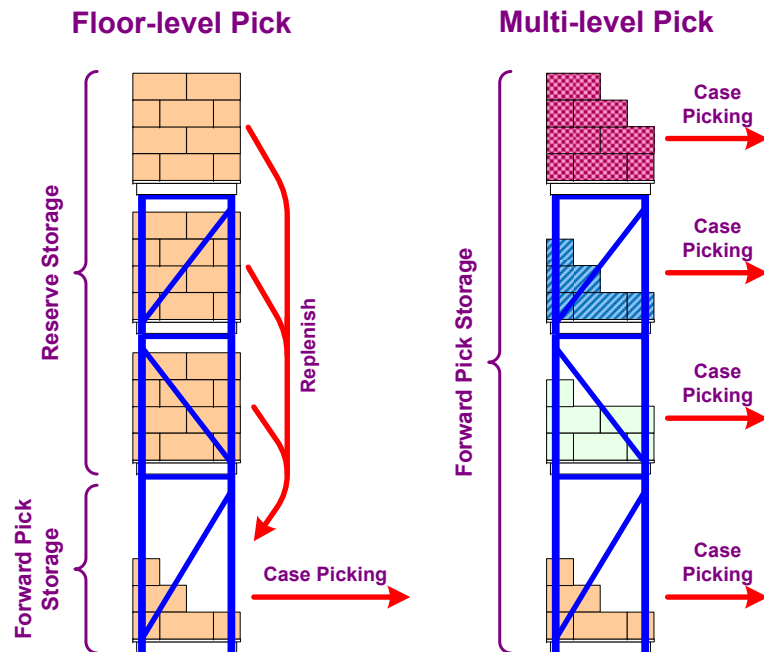 Floor-level Pick
Reserve Storage
Replenish
Forward Pick
Storage
Case Picking
Multi-level Pick
Forward Pick Storage
Case
Picking
Case
Picking
Case
Picking
Case
Picking